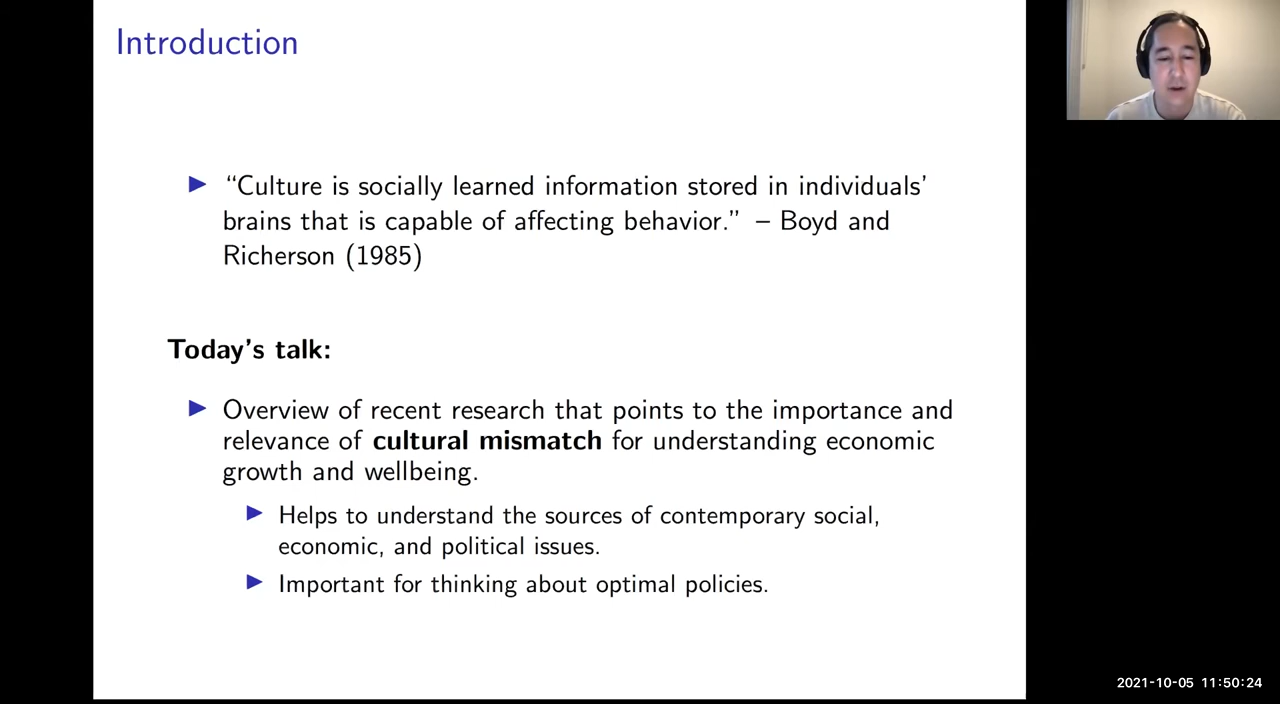 Introduction
▶ “Culture is socially learned information stored in individuals’
brains that is capable of affecting behavior.” – Boyd and
Richerson (1985)
Today’s talk:
▶ Overview of recent research that points to the importance and
relevance of cultural mismatch for understanding economic
growth and wellbeing.
▶ Helps to understand the sources of contemporary social,
economic, and political issues.
▶ Important for thinking about optimal policies.
2021-10-05 11:50:24